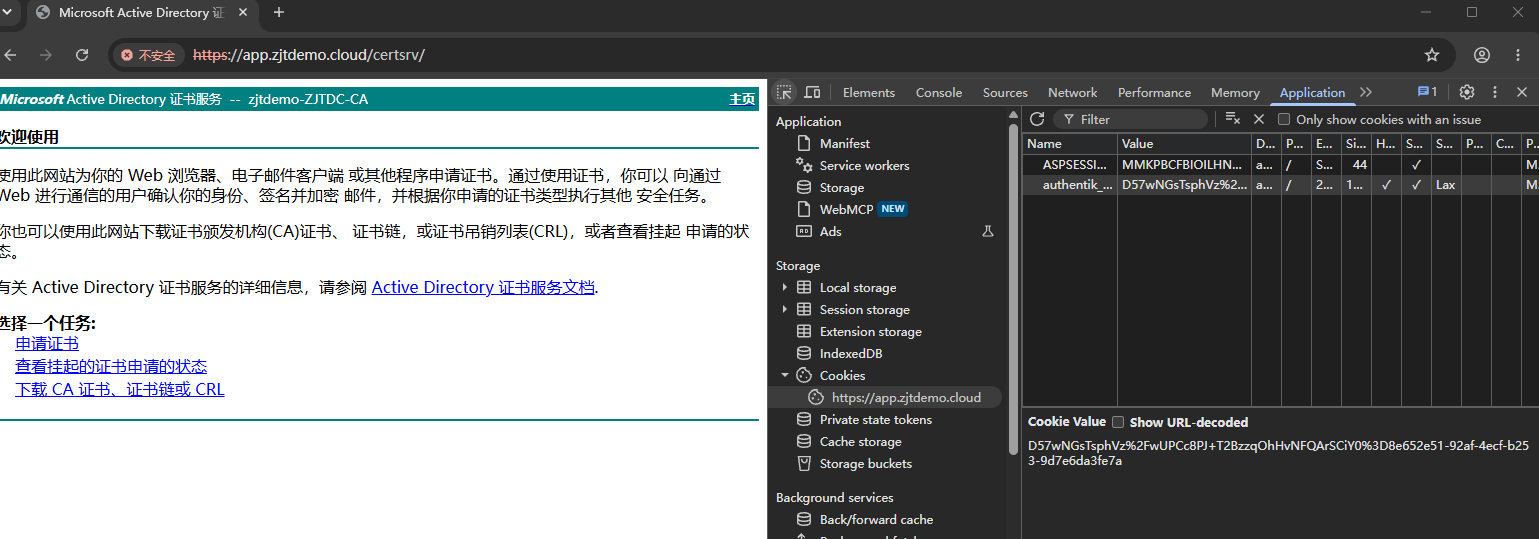 Microsoft Active Directory 证
不安全 https://app.zjtdemo.cloud/certsrv/
Microsoft Active Directory 证书服务 -- zjtdemo-ZJTDC-CA 主页
欢迎使用
使用此网站为你的 Web 浏览器、电子邮件客户端 或其他程序申请证书。通过使用证书，你可以 向通过
Web 进行通信的用户确认你的身份、签名并加密 邮件，并根据你申请的证书类型执行其他 安全任务。
你也可以使用此网站下载证书颁发机构(CA)证书、 证书链，或证书吊销列表(CRL)，或者查看挂起 申请的状
态。
有关 Active Directory 证书服务的详细信息，请参阅 Active Directory 证书服务文档.
选择一个任务:
申请证书
查看挂起的证书申请的状态
下载 CA 证书、证书链或 CRL
Elements Console Sources Network Performance Memory Application 1
Application
Manifest
Service workers
Storage
WebMCP NEW
Ads
Storage
Local storage
Session storage
Extension storage
IndexedDB
Cookies
https://app.zjtdemo.cloud
Private state tokens
Cache storage
Storage buckets
Background services
Back/forward cache
Filter Only show cookies with an issue
Name Value D... P... E... Si... H... S... S... P... C... P...
ASPSESSI... MMKPBCFBIOILHN... a... / S... 44 ✓ M
authentik_... D57wNGsTsphVz%2... a... / 2... 1... ✓ ✓ Lax M
Cookie Value Show URL-decoded
D57wNGsTsphVz%2FwUPCc8PJ+T2BzzqOhHvNFQArSCiY0%3D8e652e51-92af-4ecf-b25
3-9d7e6da3fe7a